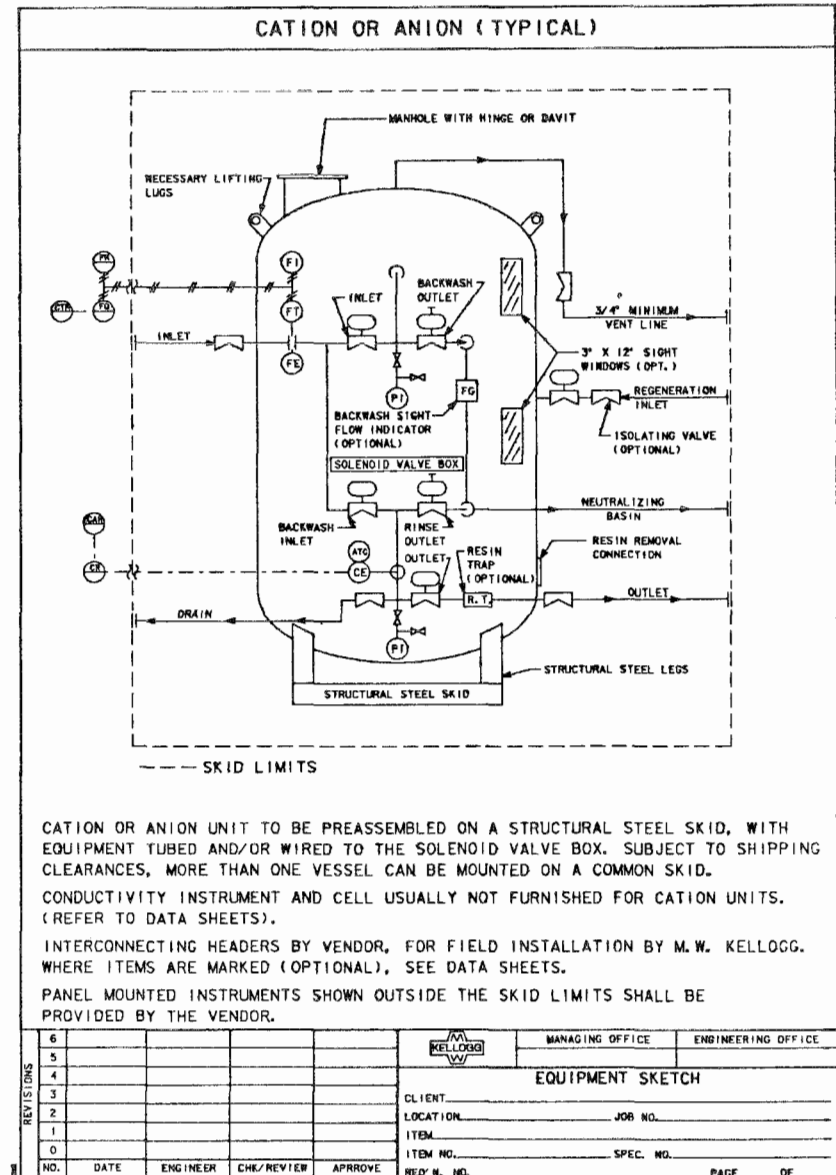 CATION OR ANION (TYPICAL)
MANHOLE WITH HINGE OR DAVIT
NECESSARY LIFTING
LUGS
FI
FT
FE
FQ
INLET
INLET
BACKWASH
OUTLET
PI
FG
BACKWASH SIGHT
FLOW INDICATOR
(OPTIONAL)
3/4" MINIMUM
VENT LINE
3" X 12" SIGHT
WINDOWS (OPT.)
REGENERATION
INLET
ISOLATING VALVE
(OPTIONAL)
SOLENOID VALVE BOX
BACKWASH
INLET
RINSE
OUTLET
NEUTRALIZING
BASIN
CAR
CR
ATC
CE
OUTLET
RESIN
TRAP
(OPTIONAL)
R.T.
RESIN REMOVAL
CONNECTION
OUTLET
DRAIN
PI
STRUCTURAL STEEL LEGS
STRUCTURAL STEEL SKID
SKID LIMITS
CATION OR ANION UNIT TO BE PREASSEMBLED ON A STRUCTURAL STEEL SKID, WITH
EQUIPMENT TUBED AND/OR WIRED TO THE SOLENOID VALVE BOX. SUBJECT TO SHIPPING
CLEARANCES, MORE THAN ONE VESSEL CAN BE MOUNTED ON A COMMON SKID.
CONDUCTIVITY INSTRUMENT AND CELL USUALLY NOT FURNISHED FOR CATION UNITS.
(REFER TO DATA SHEETS).
INTERCONNECTING HEADERS BY VENDOR, FOR FIELD INSTALLATION BY M.W. KELLOGG.
WHERE ITEMS ARE MARKED (OPTIONAL), SEE DATA SHEETS.
PANEL MOUNTED INSTRUMENTS SHOWN OUTSIDE THE SKID LIMITS SHALL BE
PROVIDED BY THE VENDOR.
REVISIONS
6
5
4
3
2
1
0
NO. DATE ENGINEER CHK/REVIEW APRROVE
M
KELLOGG
W
MANAGING OFFICE ENGINEERING OFFICE
EQUIPMENT SKETCH
CLIENT
LOCATION JOB NO.
ITEM
ITEM NO. SPEC. NO.
REQ'N. NO. PAGE OF